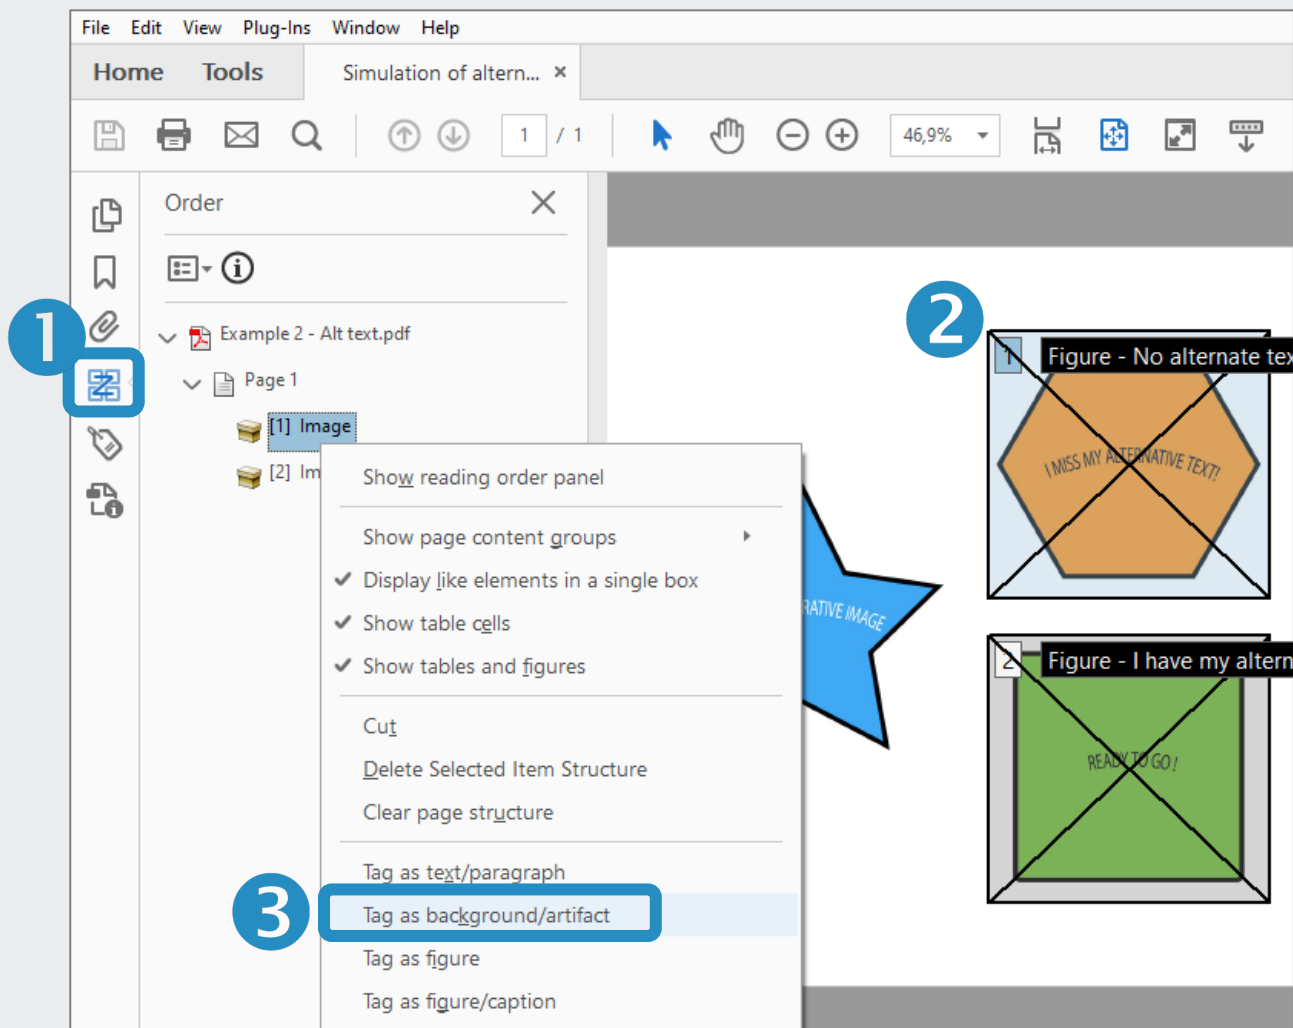 File Edit View Plug-Ins Window Help
Home Tools Simulation of altern... ×
1 / 1 46,9%
Order
1
Example 2 - Alt text.pdf
Page 1
[1] Image
[2] Im
Show reading order panel
Show page content groups
Display like elements in a single box
Show table cells
Show tables and figures
Cut
Delete Selected Item Structure
Clear page structure
Tag as text/paragraph
3
Tag as background/artifact
Tag as figure
Tag as figure/caption
RATIVE IMAGE
2
1 Figure - No alternate tex
I MISS MY ALTERNATIVE TEXT!
2 Figure - I have my altern
READY TO GO!